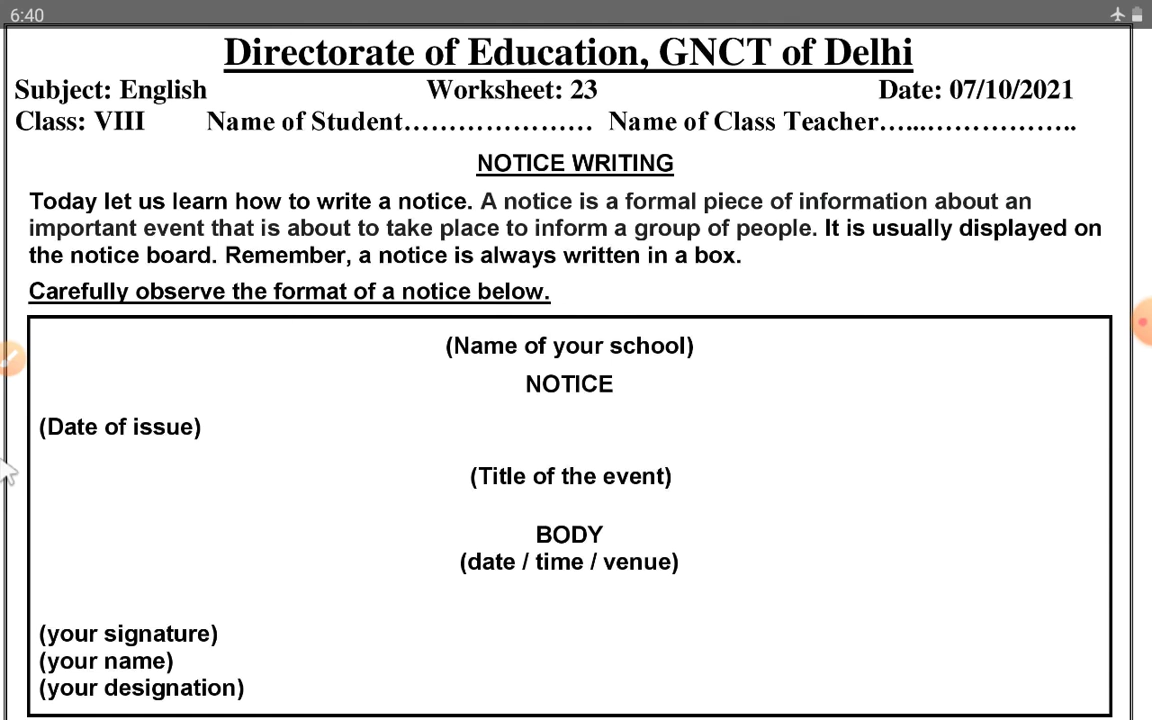 6:40
Directorate of Education, GNCT of Delhi
Subject: English Worksheet: 23 Date: 07/10/2021
Class: VIII Name of Student………………… Name of Class Teacher…...……………..
NOTICE WRITING
Today let us learn how to write a notice. A notice is a formal piece of information about an
important event that is about to take place to inform a group of people. It is usually displayed on
the notice board. Remember, a notice is always written in a box.
Carefully observe the format of a notice below.
(Name of your school)
NOTICE
(Date of issue)
(Title of the event)
BODY
(date / time / venue)
(your signature)
(your name)
(your designation)